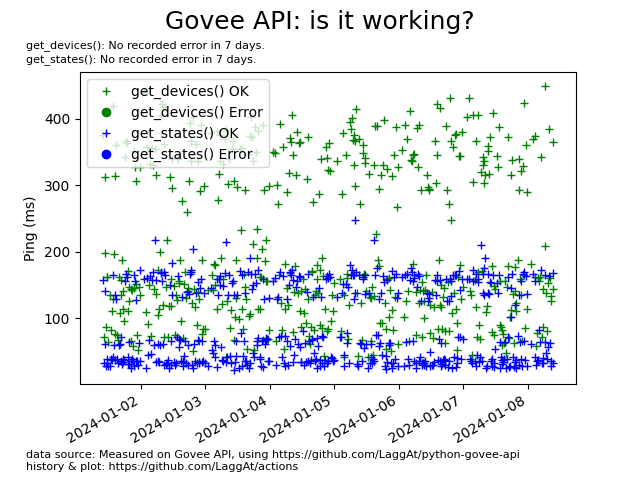 Govee API: is it working?
get_devices(): No recorded error in 7 days.
get_states(): No recorded error in 7 days.
get_devices() OK
get_devices() Error
get_states() OK
get_states() Error
Ping (ms)
400
300
200
100
2024-01-02
2024-01-03
2024-01-04
2024-01-05
2024-01-06
2024-01-07
2024-01-08
data source: Measured on Govee API, using https://github.com/LaggAt/python-govee-api
history & plot: https://github.com/LaggAt/actions